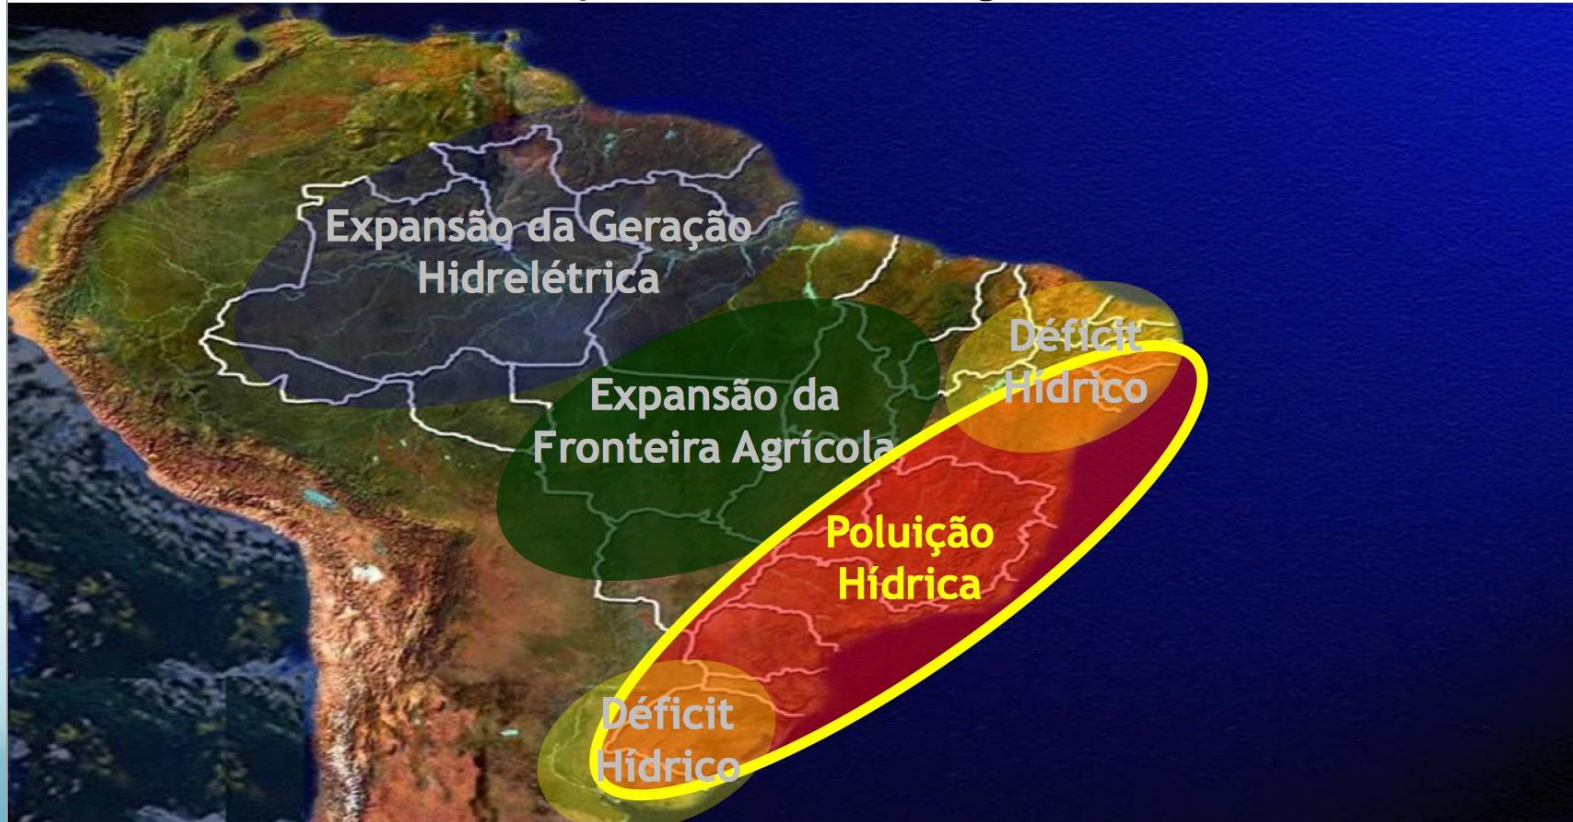 Expansão da Geração
Hidrelétrica
Déficit
Hídrico
Expansão da
Fronteira Agrícola
Poluição
Hídrica
Déficit
Hídrico